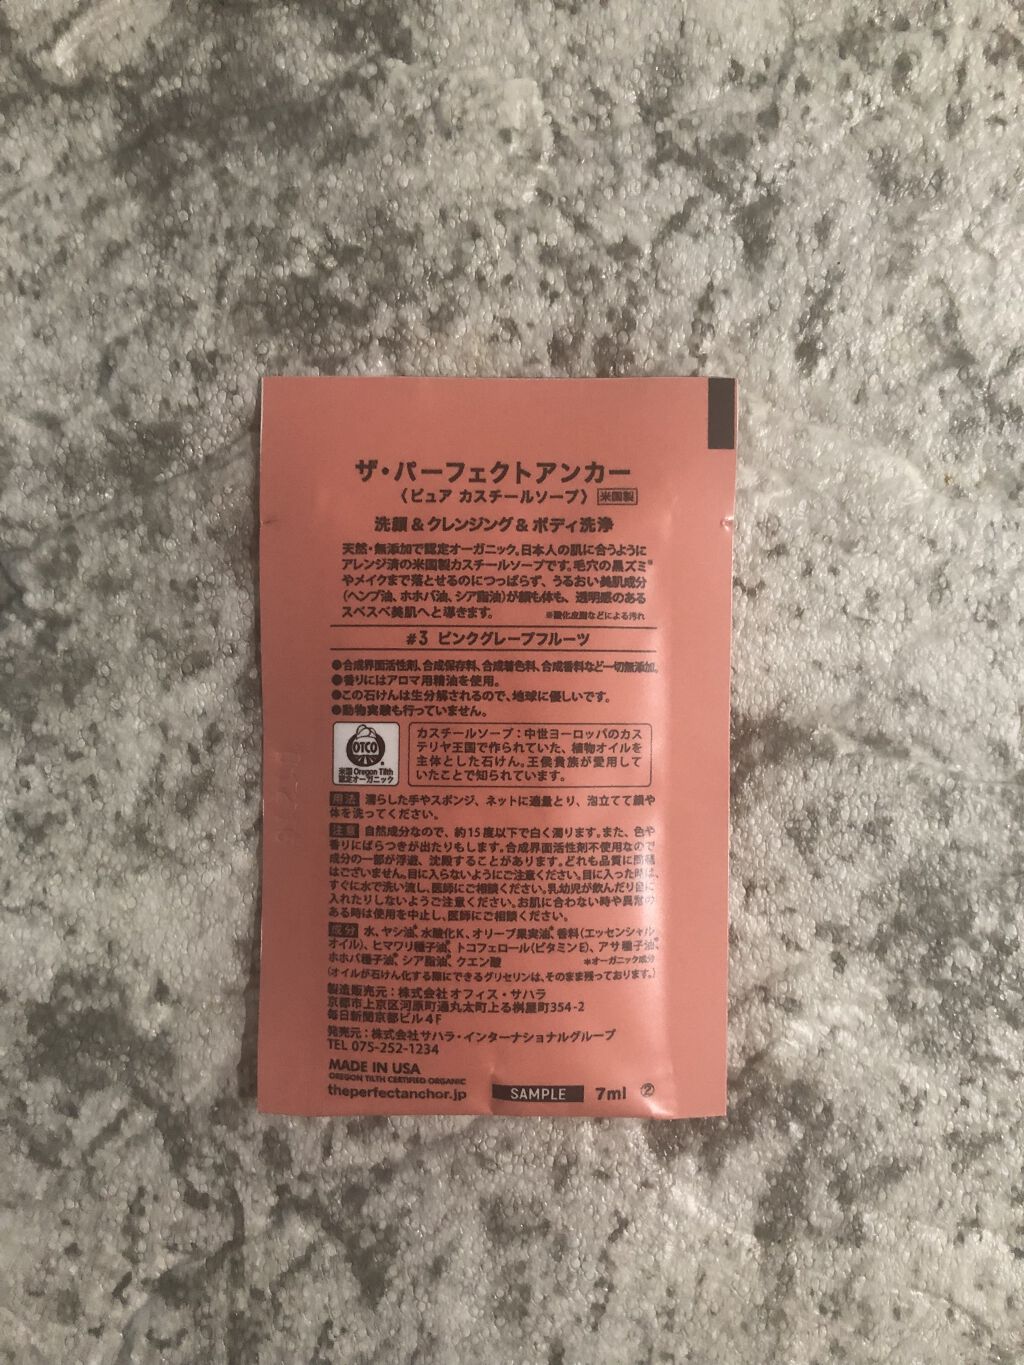 ザ・パーフェクトアンカー
〈ピュア カスチールソープ〉 米国製
洗顔&クレンジング&ボディ洗浄
天然・無添加で認定オーガニック。日本人の肌に合うように
アレンジ済の米国製カスチールソープです。毛穴の黒ズミ※
やメイクまで落とせるのにつっぱらず、うるおい美肌成分
(ヘンプ油、ホホバ油、シア脂油)が顔も体も、透明感のある
スベスベ美肌へと導きます。 ※酸化皮脂などによる汚れ
#3 ピンクグレープフルーツ
●合成界面活性剤、合成保存料、合成着色料、合成香料など一切無添加。
●香りにはアロマ用精油を使用。
●この石けんは生分解されるので、地球に優しいです。
●動物実験も行っていません。
OTCO
米国 Oregon Tilth
認定オーガニック
カスチールソープ:中世ヨーロッパのカス
テリヤ王国で作られていた、植物オイルを
主体とした石けん。王侯貴族が愛用して
いたことで知られています。
用法 濡らした手やスポンジ、ネットに適量とり、泡立てて顔や
体を洗ってください。
注意 自然成分なので、約15度以下で白く濁ります。また、色や
香りにばらつきが出たりもします。合成界面活性剤不使用なので
成分の一部が浮遊、沈殿することがあります。どれも品質に問題
はございません。目に入らないようにご注意ください。目に入った時は、
すぐに水で洗い流し、医師にご相談ください。乳幼児が飲んだり目に
入れたりしないようご注意ください。お肌に合わない時や異常の
ある時は使用を中止し、医師にご相談ください。
成分 水、ヤシ油*、水酸化K、オリーブ果実油*、香料(エッセンシャル
オイル)、ヒマワリ種子油*、トコフェロール(ビタミンE)、アサ種子油*、
ホホバ種子油*、シア脂油*、クエン酸 *オーガニック成分
(オイルが石けん化する際にできるグリセリンは、そのまま残っております。)
製造販売元:株式会社オフィス・サハラ
京都市上京区河原町通丸太町上る桝屋町354-2
毎日新聞京都ビル4F
発売元:株式会社サハラ・インターナショナルグループ
TEL 075-252-1234
MADE IN USA
OREGON TILTH CERTIFIED ORGANIC
theperfectanchor.jp SAMPLE 7ml ②